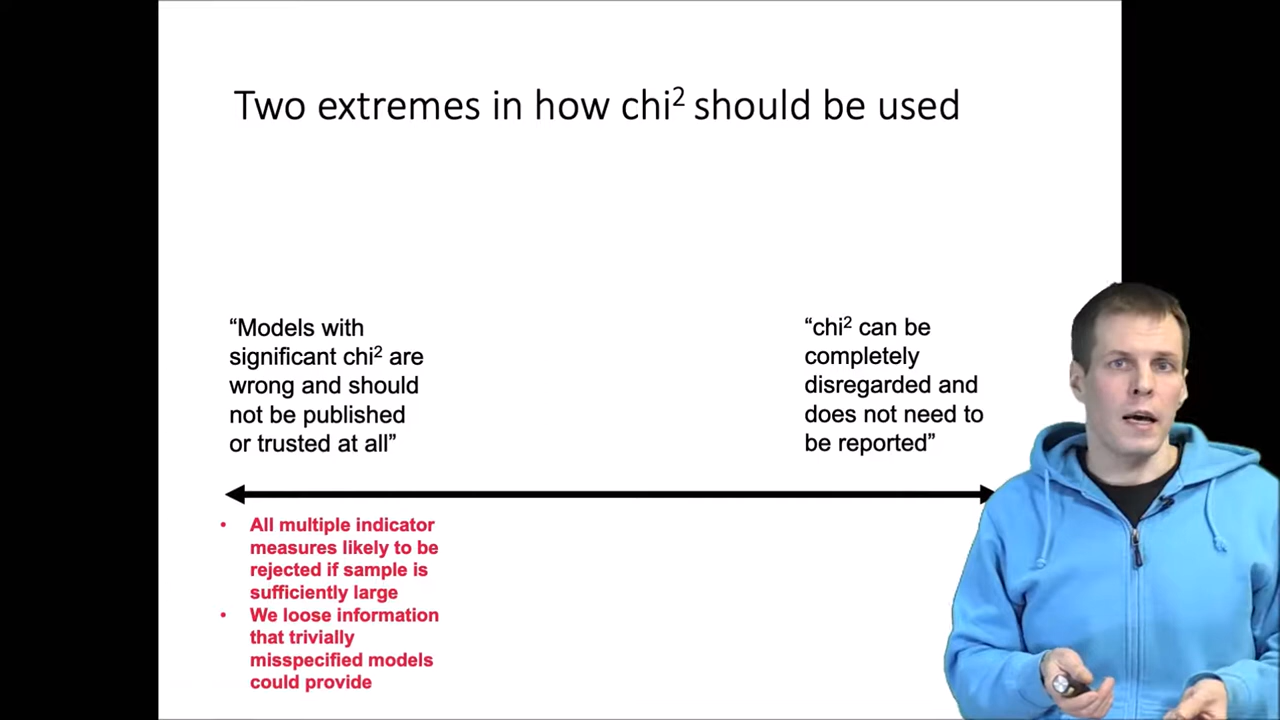 Two extremes in how chi² should be used
“Models with
significant chi² are
wrong and should
not be published
or trusted at all”
“chi² can be
completely
disregarded and
does not need to
be reported”
• All multiple indicator
measures likely to be
rejected if sample is
sufficiently large
• We loose information
that trivially
misspecified models
could provide